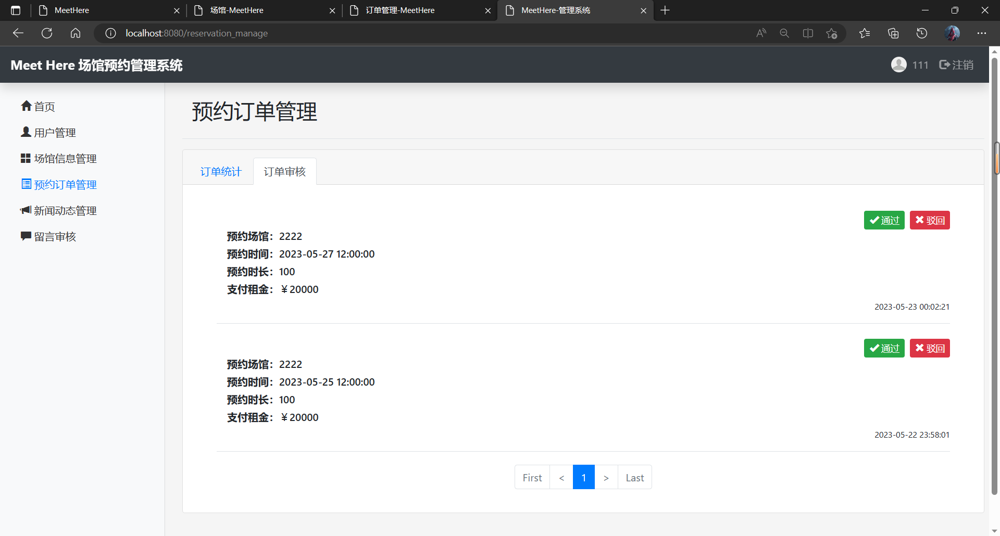 MeetHere
场馆-MeetHere
订单管理-MeetHere
MeetHere-管理系统
localhost:8080/reservation_manage
Meet Here 场馆预约管理系统
111 注销
首页
用户管理
场馆信息管理
预约订单管理
新闻动态管理
留言审核
预约订单管理
订单统计 订单审核
通过 驳回
预约场馆：2222
预约时间：2023-05-27 12:00:00
预约时长：100
支付租金：￥20000
2023-05-23 00:02:21
通过 驳回
预约场馆：2222
预约时间：2023-05-25 12:00:00
预约时长：100
支付租金：￥20000
2023-05-22 23:58:01
First < 1 > Last